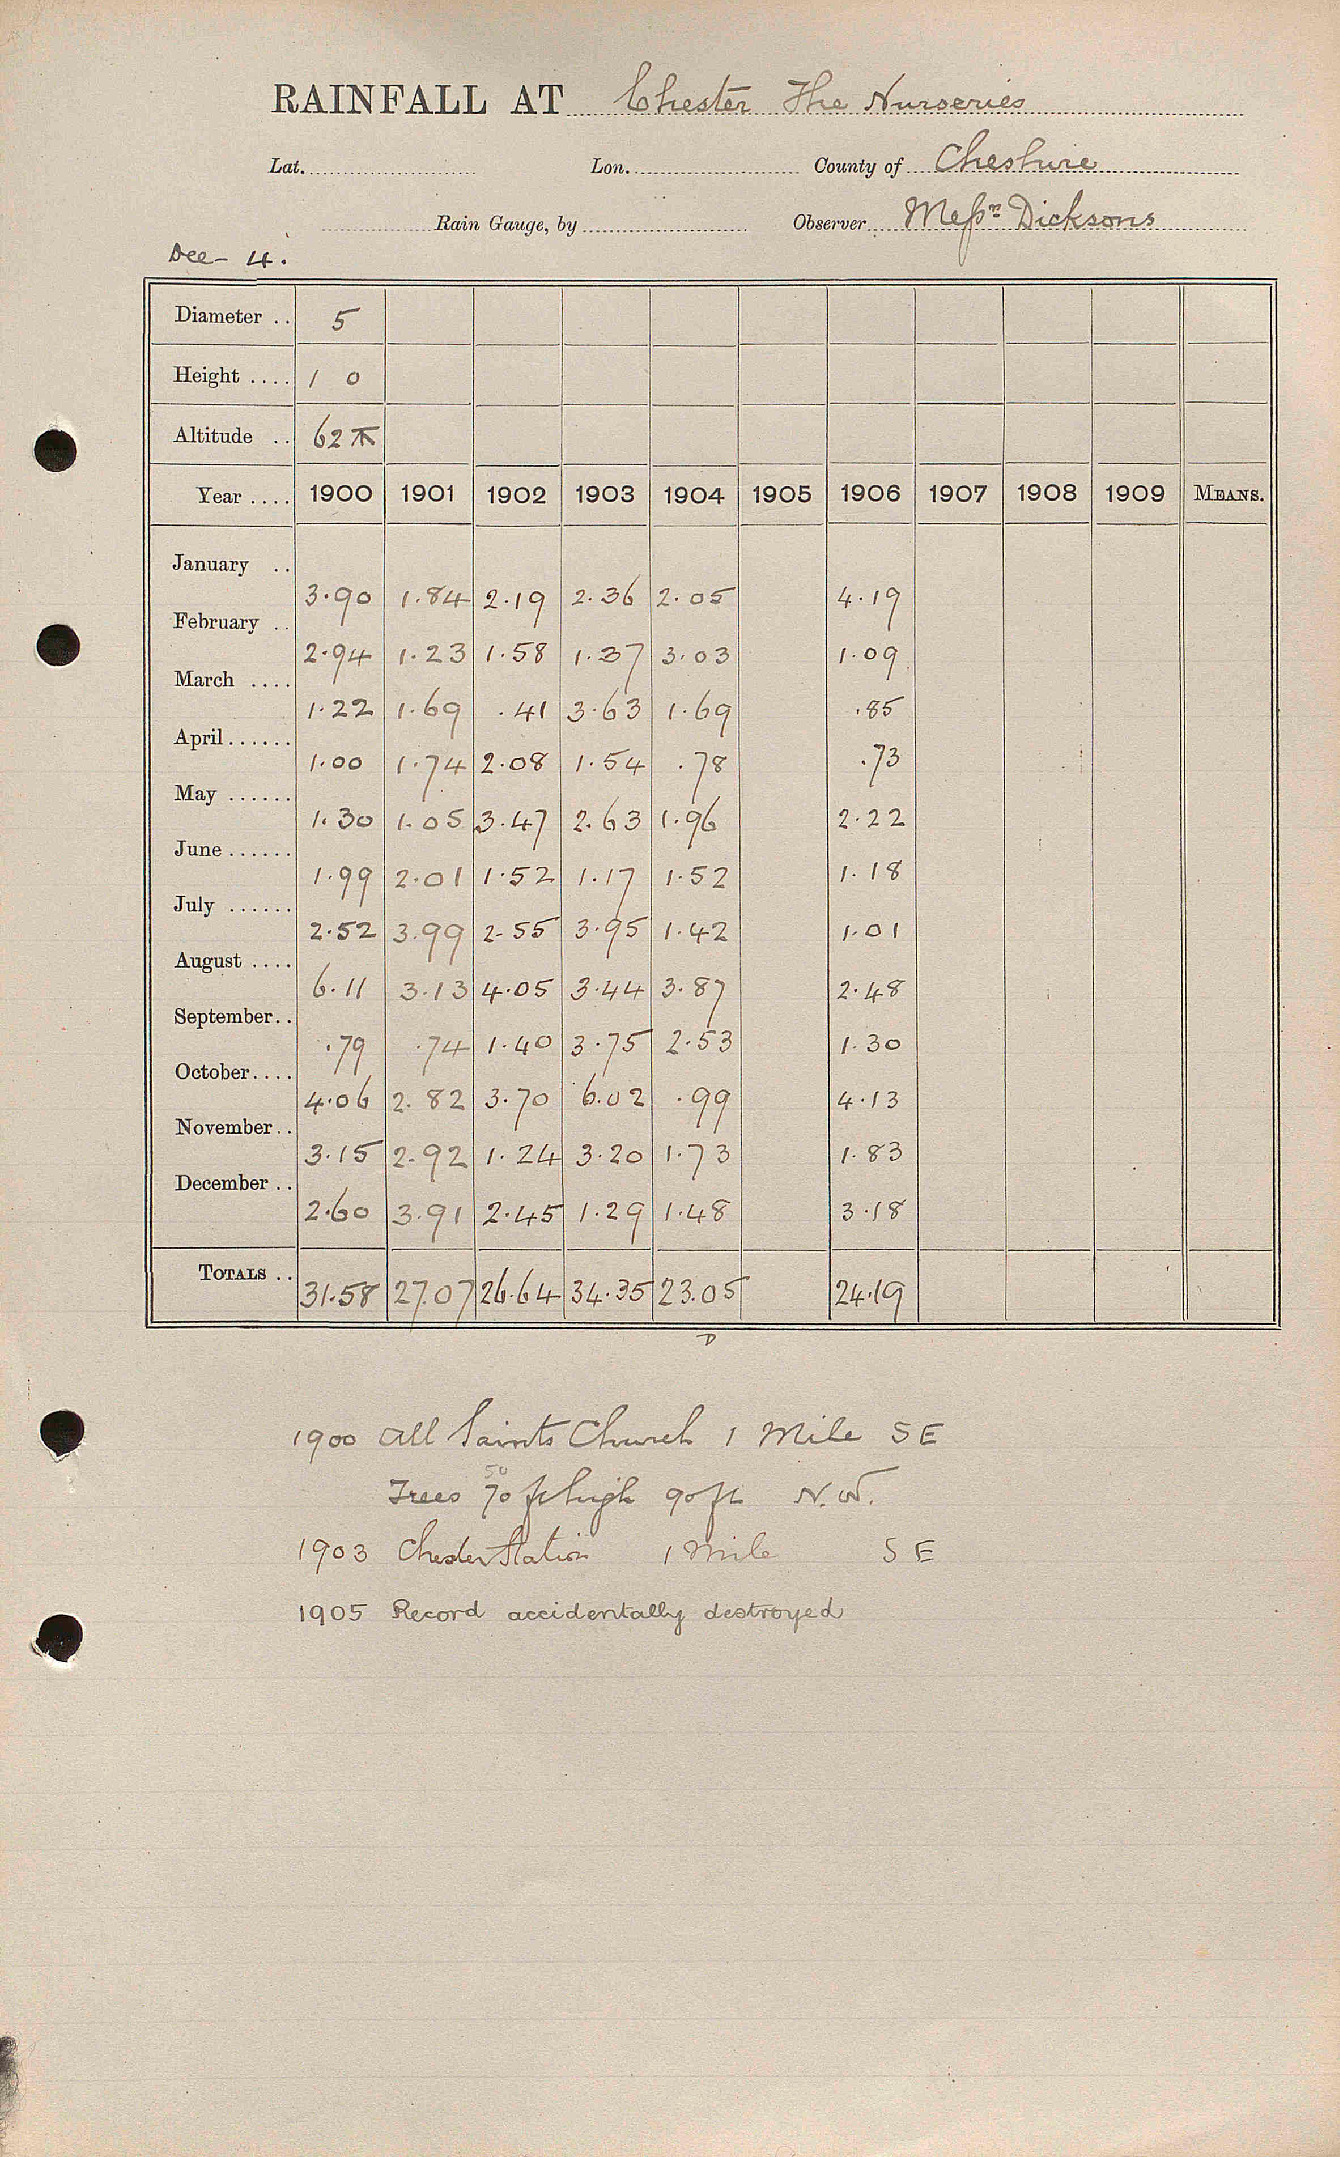 RAINFALL AT Chester The Nurseries
Lat. Lon. County of Cheshire
Rain Gauge, by Observer Messrs Dicksons
Dec - 4.
Diameter .. 5
Height .... 1 0
Altitude .. 62
Year .... 1900 1901 1902 1903 1904 1905 1906 1907 1908 1909 MEANS.
January .. 3.90 1.84 2.19 2.36 2.05 4.19
February .. 2.94 1.23 1.58 1.37 3.03 1.09
March .... 1.22 1.69 .41 3.63 1.69 .85
April...... 1.00 1.74 2.08 1.54 .78 .73
May ...... 1.30 1.05 3.47 2.63 1.96 2.22
June ...... 1.99 2.01 1.52 1.17 1.52 1.18
July ...... 2.52 3.99 2.55 3.95 1.42 1.01
August .... 6.11 3.13 4.05 3.44 3.87 2.48
September.. .79 .74 1.40 3.75 2.53 1.30
October.... 4.06 2.82 3.70 6.02 .99 4.13
November.. 3.15 2.92 1.24 3.20 1.73 1.83
December .. 2.60 3.91 2.45 1.29 1.48 3.18
TOTALS .. 31.58 27.07 26.64 34.35 23.05 24.19
D
1900 All Saints Church 1 Mile SE
50
Trees 70 ft high 90 ft N.W.
1903 Chester Station 1 Mile SE
1905 Record accidentally destroyed